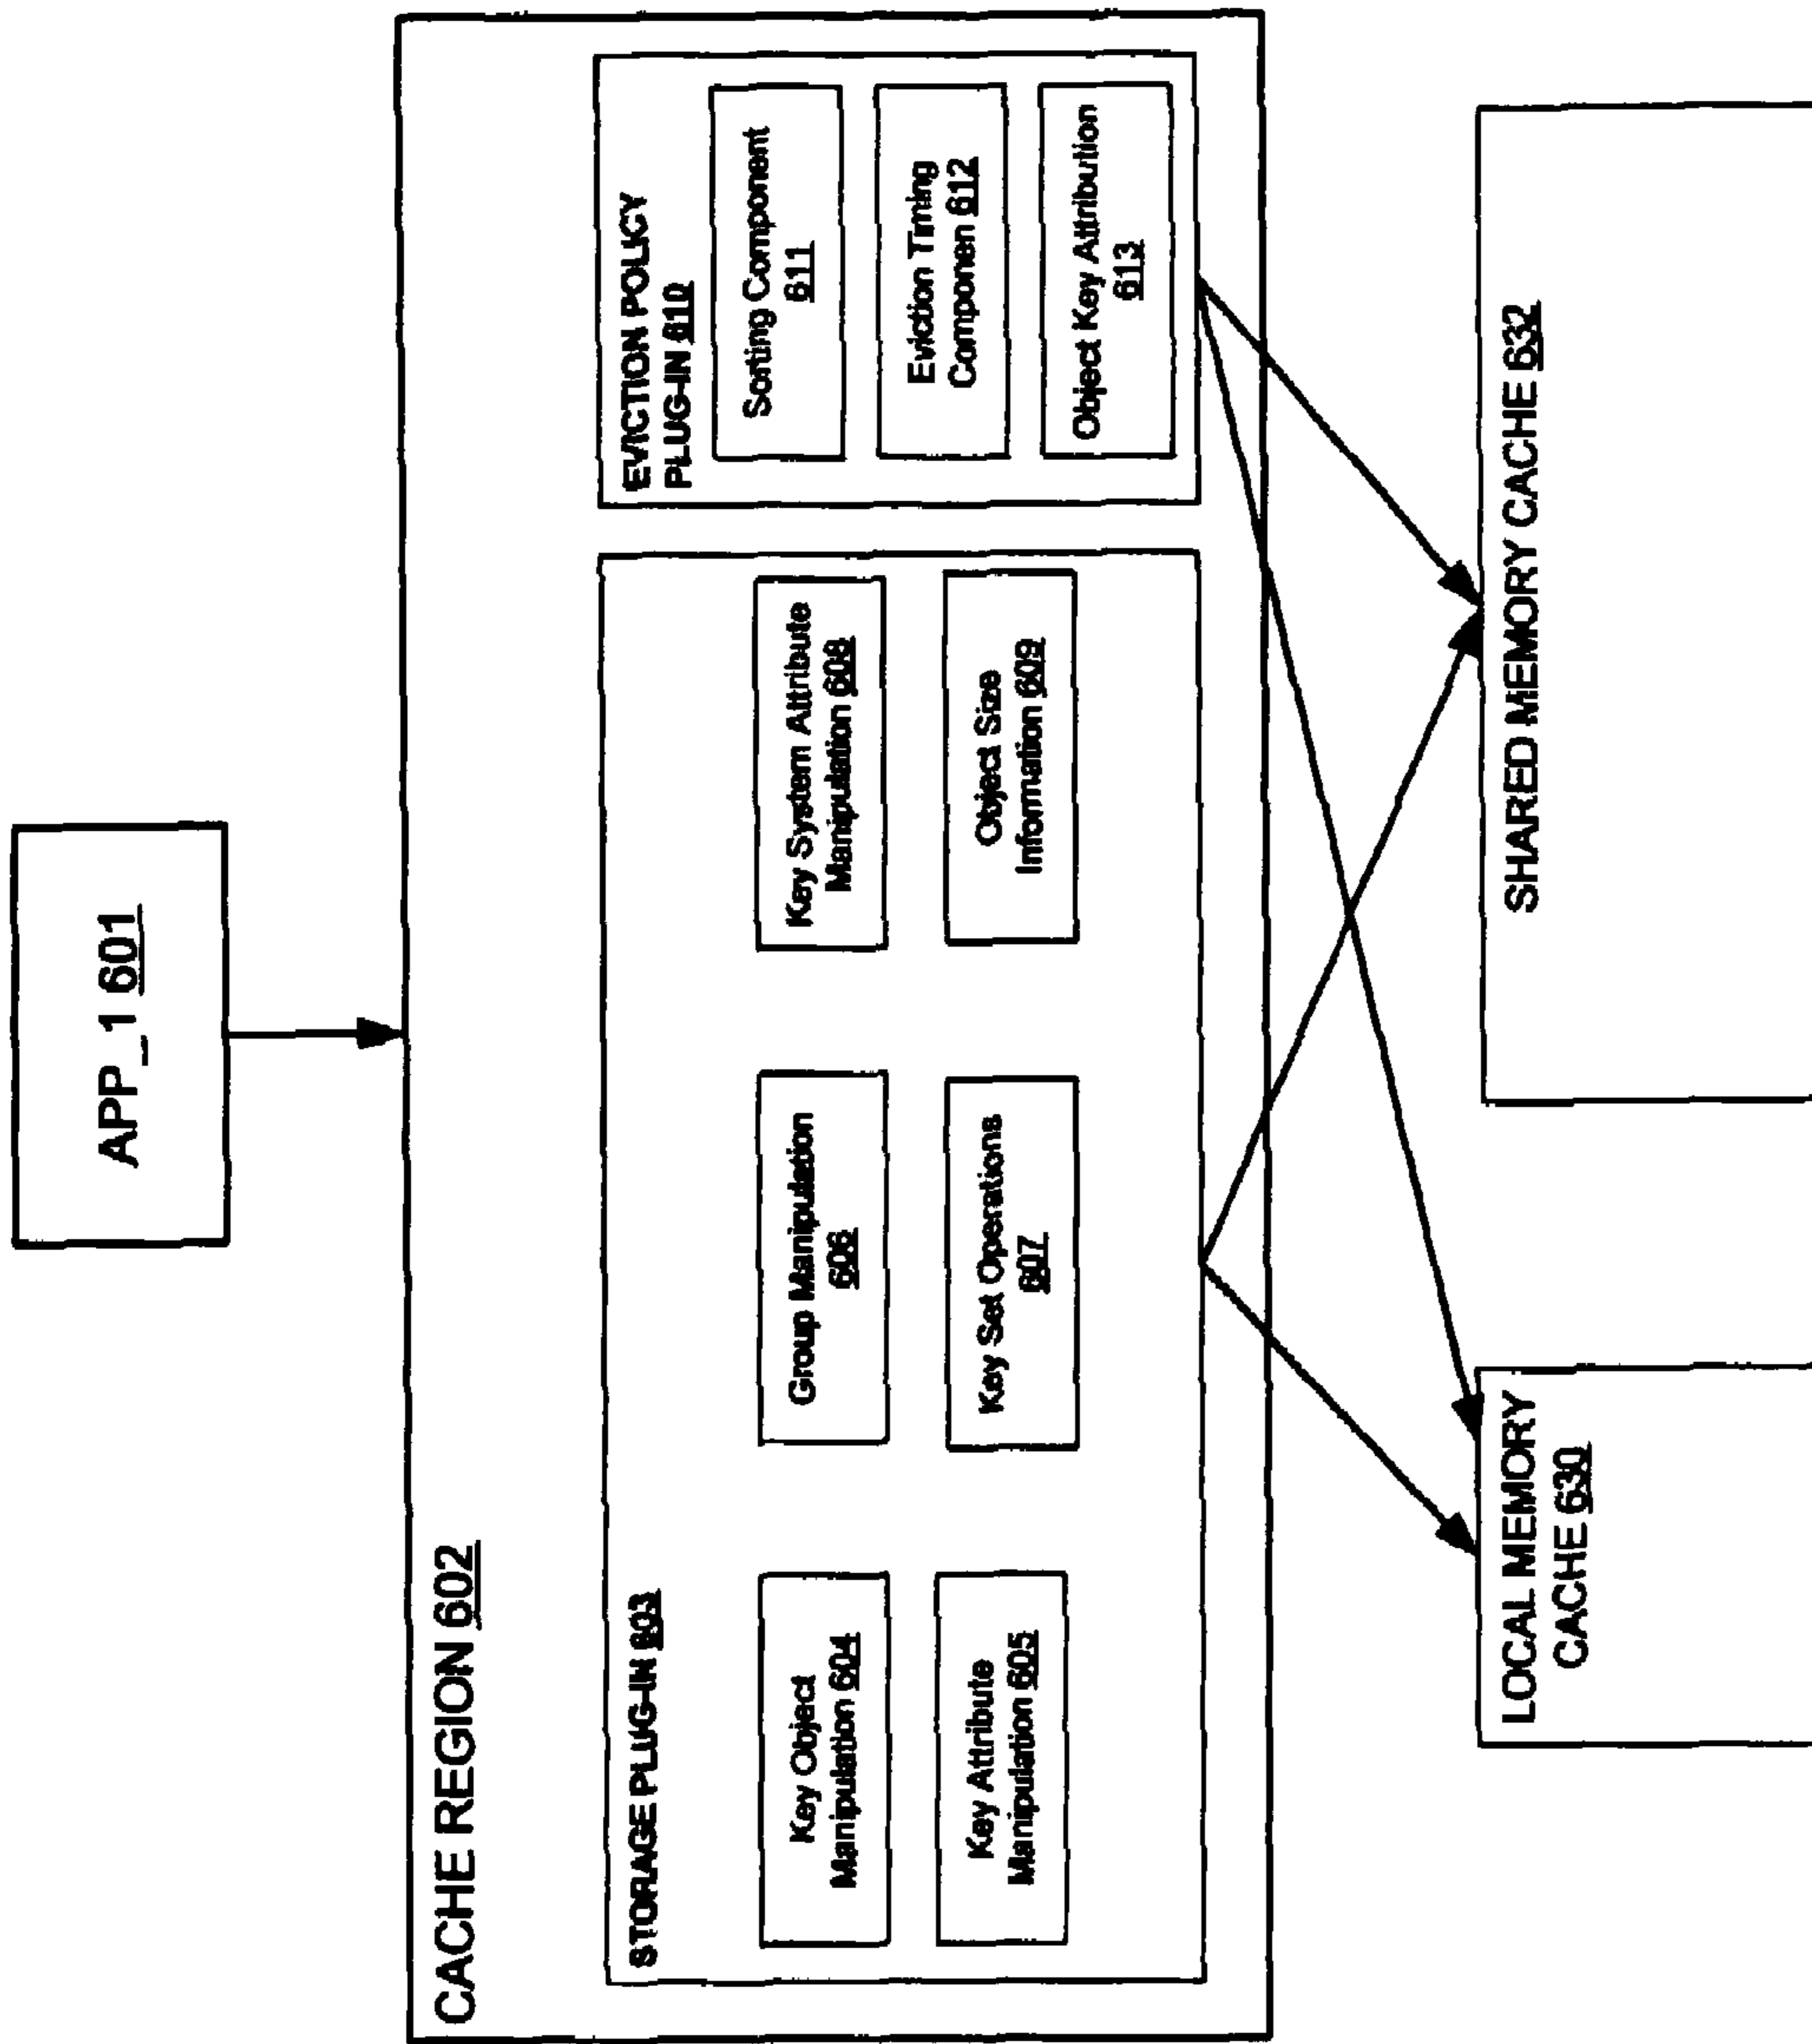 APP_1 601
CACHE REGION 602
STORAGE PLUG-IN 603
Key Object
Manipulation 604
Group Manipulation
606
Key System Attribute
Manipulation 608
Key Attribute
Manipulation 605
Key Set Operations
607
Object Size
Information 609
EVICTION POLICY
PLUG-IN 610
Sorting Component
611
Eviction Timing
Componen 612
Object Key Attribution
613
LOCAL MEMORY
CACHE 630
SHARED MEMORY CACHE 632